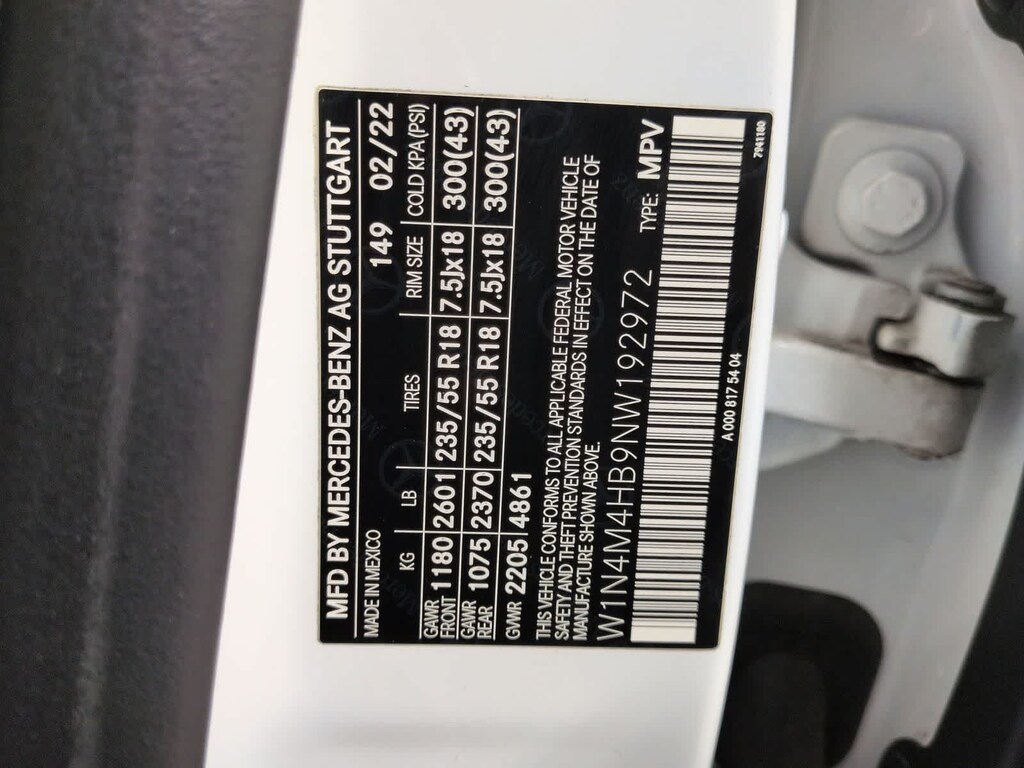 MFD BY MERCEDES-BENZ AG STUTTGART
MADE IN MEXICO 149 02/22
KG LB TIRES RIM SIZE COLD KPA (PSI)
GAWR FRONT 1180 2601 235/55 R18 7.5Jx18 300(43)
GAWR REAR 1075 2370 235/55 R18 7.5Jx18 300(43)
GVWR 2205 4861
THIS VEHICLE CONFORMS TO ALL APPLICABLE FEDERAL MOTOR VEHICLE
SAFETY AND THEFT PREVENTION STANDARDS IN EFFECT ON THE DATE OF
MANUFACTURE SHOWN ABOVE.
W1N4M4HB9NW192972 TYPE: MPV
A 000 817 54 04 7941180